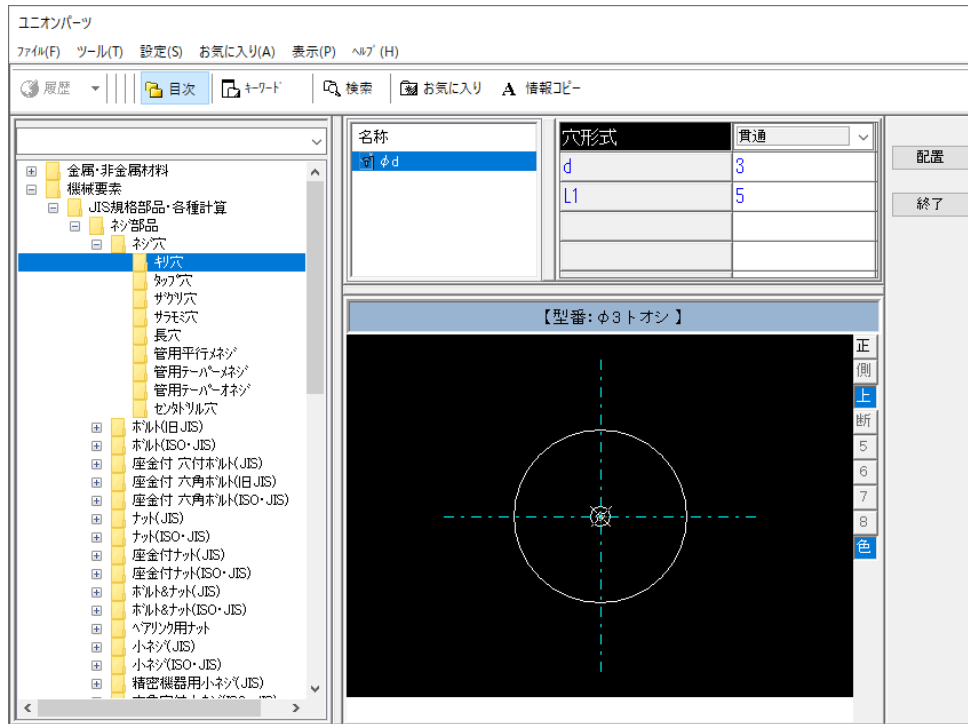 ユニオンパーツ
ﾌｧｲﾙ(F) ツール(T) 設定(S) お気に入り(A) 表示(P) ﾍﾙﾌﾟ(H)
履歴 目次 ｷｰﾜｰﾄﾞ 検索 お気に入り A 情報ｺﾋﾟｰ
金属・非金属材料
機械要素
JIS規格部品・各種計算
ﾈｼﾞ部品
ﾈｼﾞ穴
ｷﾘ穴
ﾀｯﾌﾟ穴
ｻﾞｸﾞﾘ穴
ｻﾗﾓﾐ穴
長穴
管用平行ﾒﾈｼﾞ
管用ﾃｰﾊﾟｰﾒﾈｼﾞ
管用ﾃｰﾊﾟｰｵﾈｼﾞ
ｾﾝﾀﾄﾞﾘﾙ穴
ﾎﾞﾙﾄ(旧JIS)
ﾎﾞﾙﾄ(ISO・JIS)
座金付 穴付ﾎﾞﾙﾄ(JIS)
座金付 六角ﾎﾞﾙﾄ(旧JIS)
座金付 六角ﾎﾞﾙﾄ(ISO・JIS)
ﾅｯﾄ(JIS)
ﾅｯﾄ(ISO・JIS)
座金付ﾅｯﾄ(JIS)
座金付ﾅｯﾄ(ISO・JIS)
ﾎﾞﾙﾄ&ﾅｯﾄ(JIS)
ﾎﾞﾙﾄ&ﾅｯﾄ(ISO・JIS)
ﾍﾞｱﾘﾝｸﾞ用ﾅｯﾄ
小ﾈｼﾞ(JIS)
小ﾈｼﾞ(ISO・JIS)
精密機器用小ﾈｼﾞ(JIS)
名称
φd
穴形式 貫通
d 3
L1 5
配置
終了
【型番:φ3トオシ 】
正
側
上
断
5
6
7
8
色